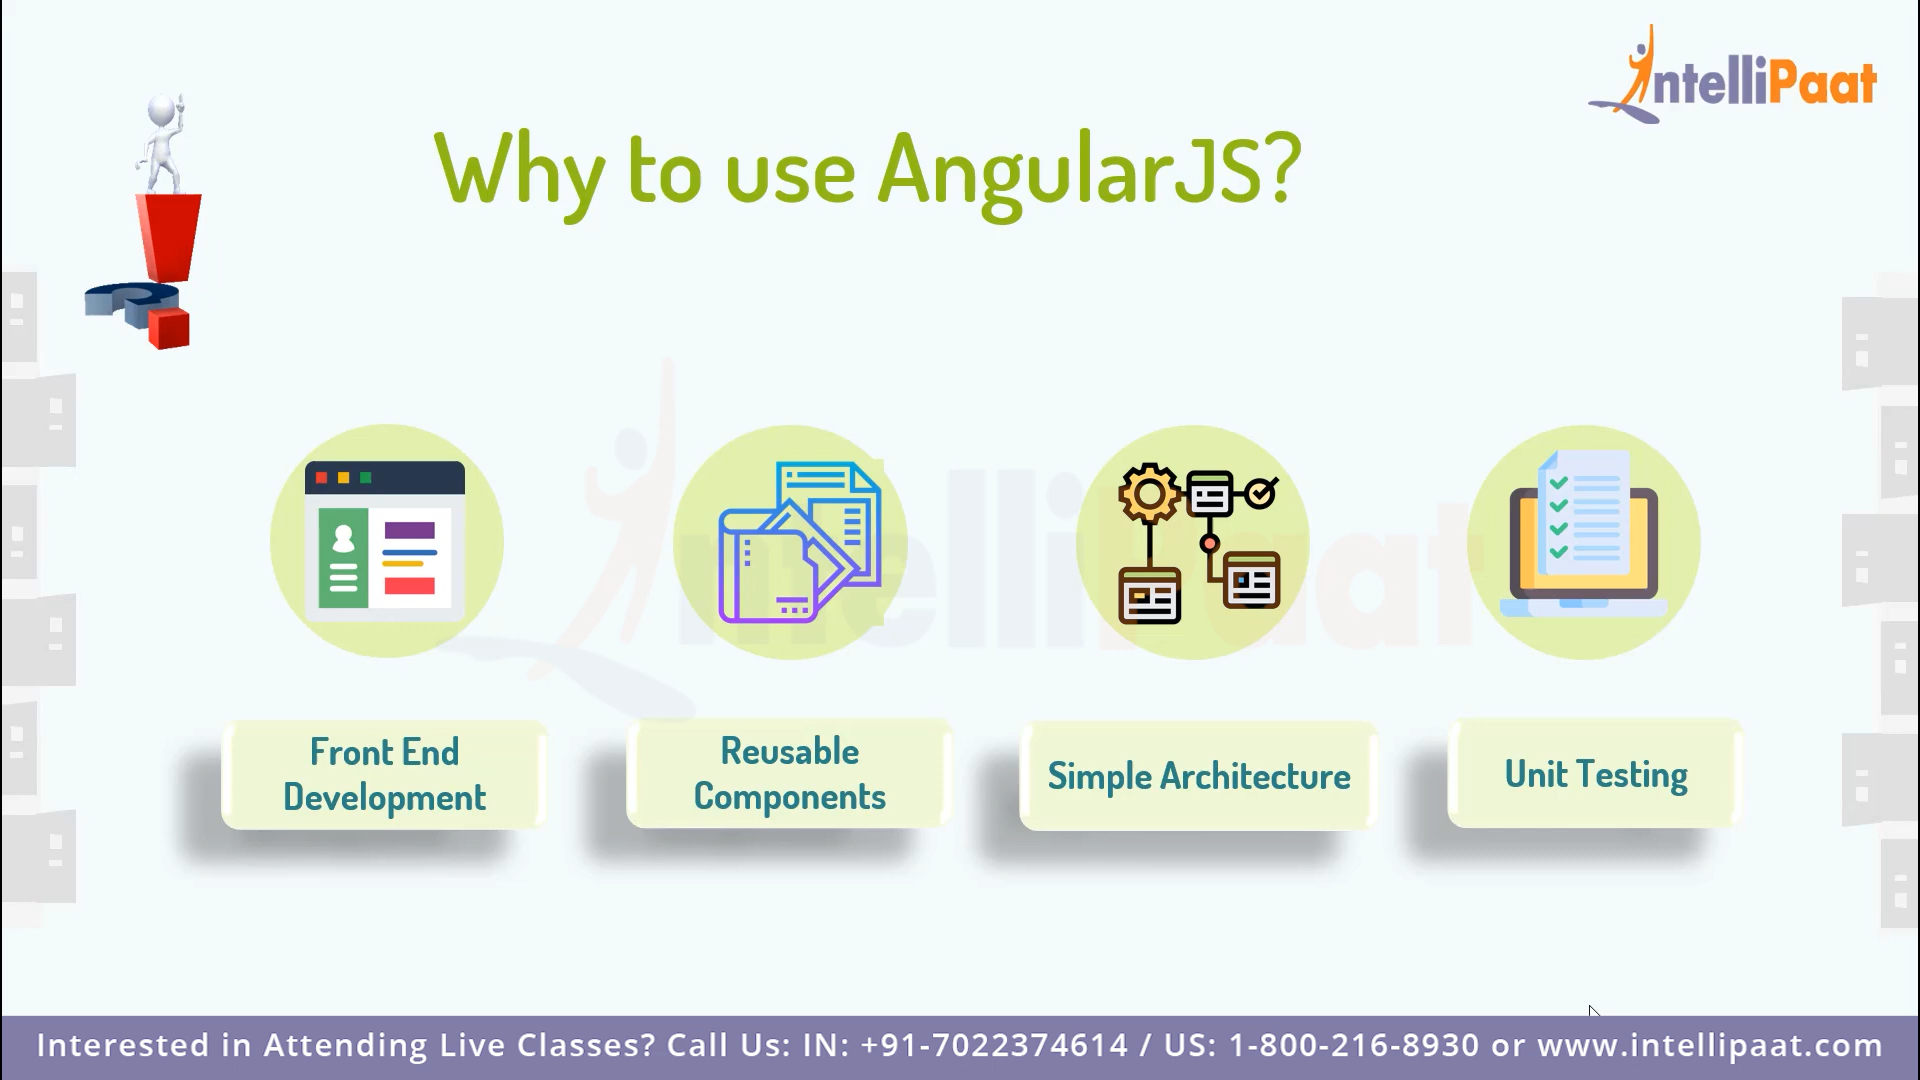 IntelliPaat
Why to use AngularJS?
IntelliPaat
Front End
Development
Reusable
Components
Simple Architecture
Unit Testing
Interested in Attending Live Classes? Call Us: IN: +91-7022374614 / US: 1-800-216-8930 or www.intellipaat.com